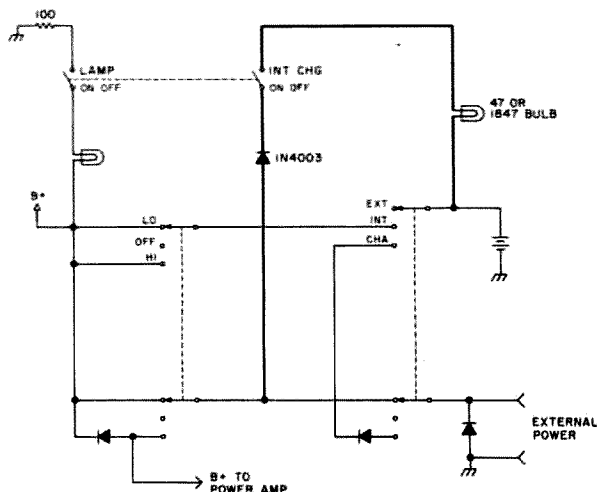 100
LAMP
ON OFF
INT CHG
ON OFF
47 OR
1847 BULB
1N4003
B+
LO
OFF
HI
EXT
INT
CHA
EXTERNAL
POWER
B+ TO
POWER AMP